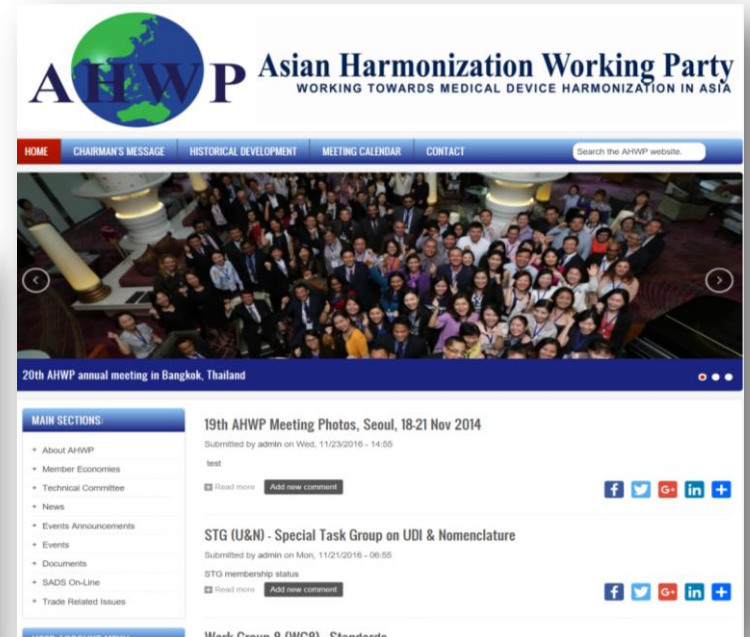 AHWP
Asian Harmonization Working Party
WORKING TOWARDS MEDICAL DEVICE HARMONIZATION IN ASIA
HOME CHAIRMAN'S MESSAGE HISTORICAL DEVELOPMENT MEETING CALENDAR CONTACT Search the AHWP website.
20th AHWP annual meeting in Bangkok, Thailand
MAIN SECTIONS:
About AHWP
Member Economies
Technical Committee
News
Events Announcements
Events
Documents
SADS On-Line
Trade Related Issues
19th AHWP Meeting Photos, Seoul, 18-21 Nov 2014
Submitted by admin on Wed, 11/23/2016 - 14:55
test
Read more Add new comment
STG (U&N) - Special Task Group on UDI & Nomenclature
Submitted by admin on Mon, 11/21/2016 - 06:55
STG membership status
Read more Add new comment
Work Group 8 (WG8) - Standards